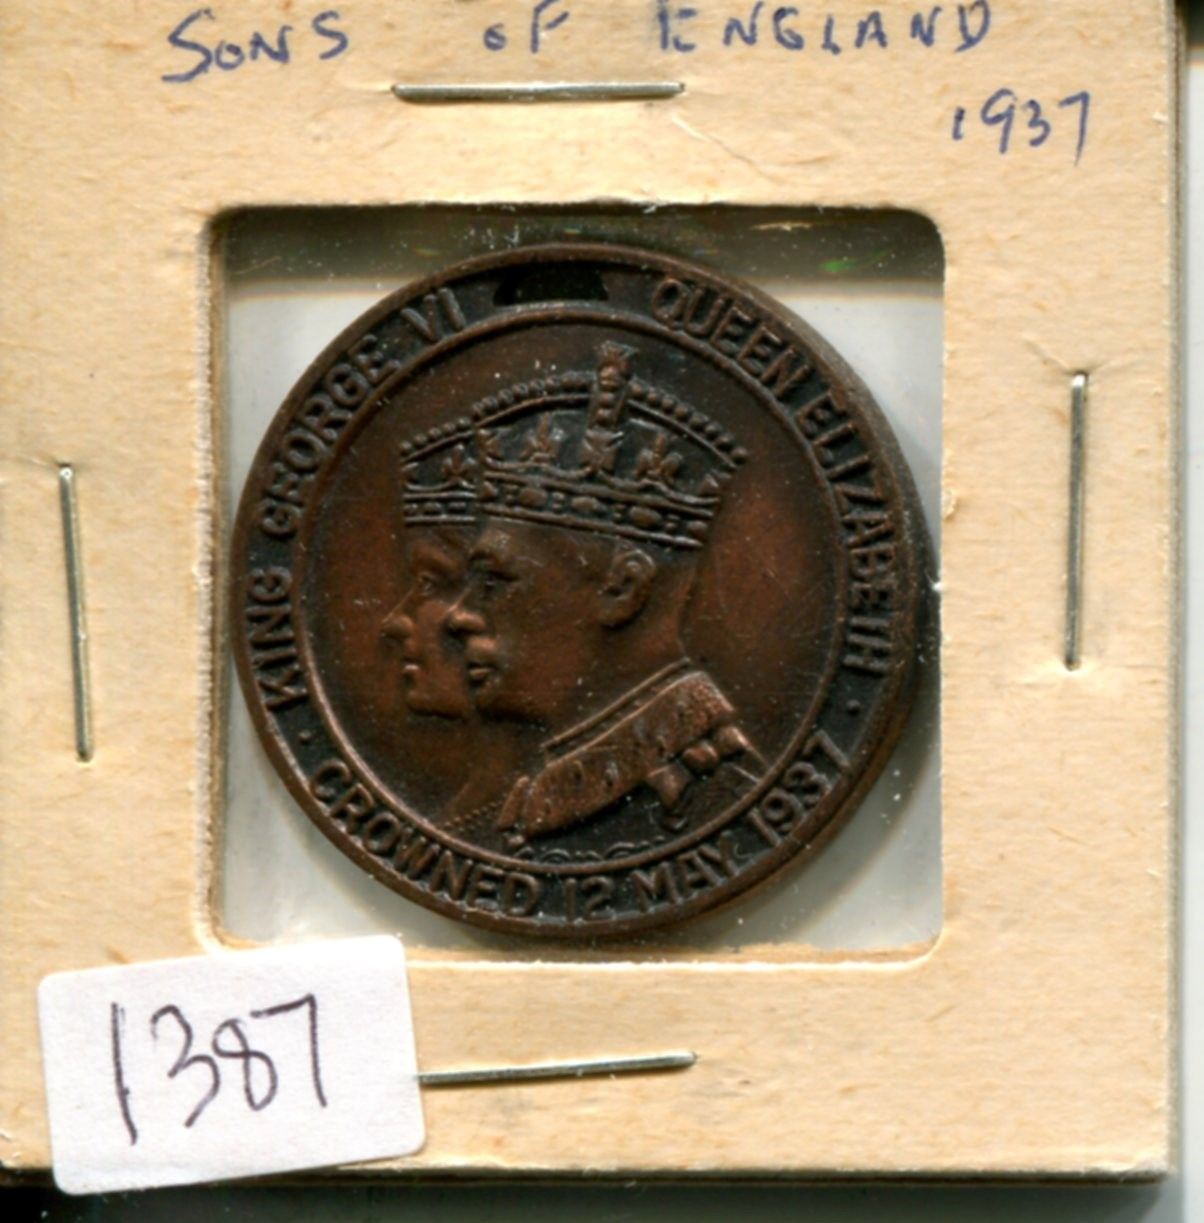 SONS OF ENGLAND
1937
KING GEORGE VI
QUEEN ELIZABETH
· CROWNED 12 MAY 1937 ·
1387